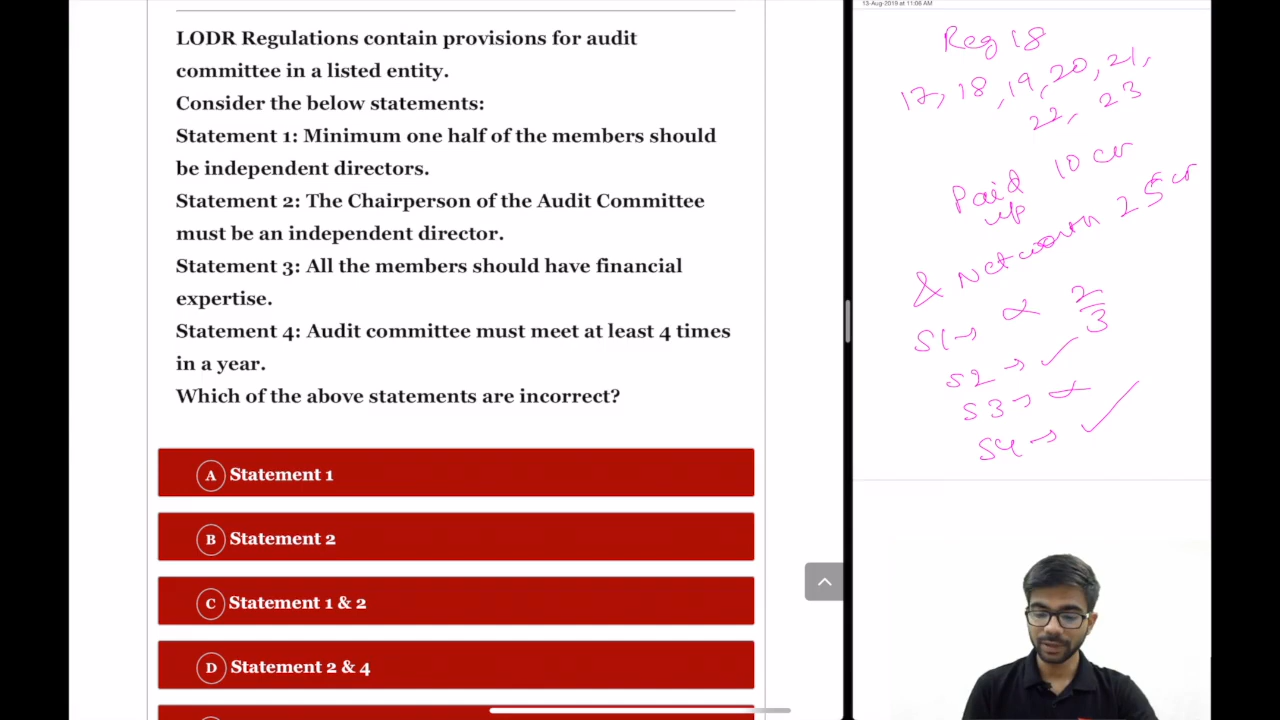 13-Aug-2019 at 11:06 AM
LODR Regulations contain provisions for audit
committee in a listed entity.
Consider the below statements:
Statement 1: Minimum one half of the members should
be independent directors.
Statement 2: The Chairperson of the Audit Committee
must be an independent director.
Statement 3: All the members should have financial
expertise.
Statement 4: Audit committee must meet at least 4 times
in a year.
Which of the above statements are incorrect?
A Statement 1
B Statement 2
C Statement 1 & 2
D Statement 2 & 4
Reg 18
17, 18, 19, 20, 21,
22, 23
Paid 10 cr
up
& Networth 25 cr
S1→ x 2/3
S2 → ✓
S3 → x
S4 → ✓